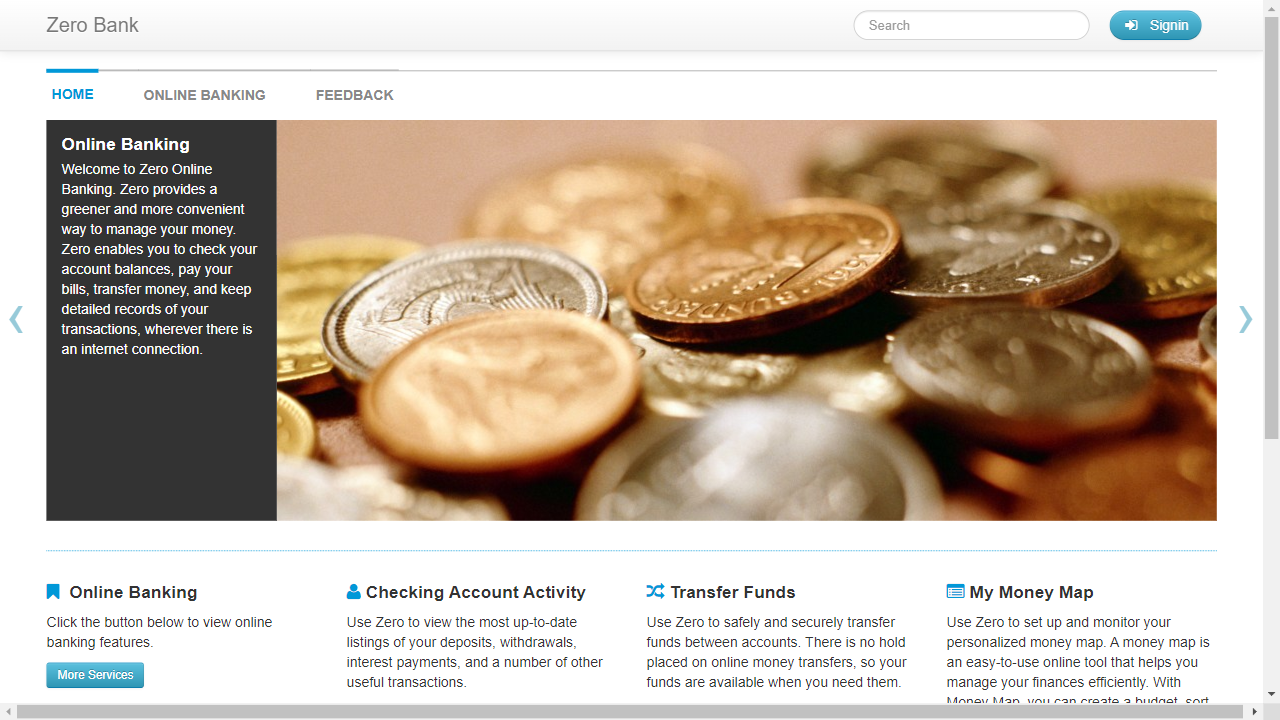 Zero Bank
Search
Signin
HOME
ONLINE BANKING
FEEDBACK
Online Banking
Welcome to Zero Online
Banking. Zero provides a
greener and more convenient
way to manage your money.
Zero enables you to check your
account balances, pay your
bills, transfer money, and keep
detailed records of your
transactions, wherever there is
an internet connection.
Online Banking
Click the button below to view online
banking features.
More Services
Checking Account Activity
Use Zero to view the most up-to-date
listings of your deposits, withdrawals,
interest payments, and a number of other
useful transactions.
Transfer Funds
Use Zero to safely and securely transfer
funds between accounts. There is no hold
placed on online money transfers, so your
funds are available when you need them.
My Money Map
Use Zero to set up and monitor your
personalized money map. A money map is
an easy-to-use online tool that helps you
manage your finances efficiently. With
Money Map, you can create a budget, sort